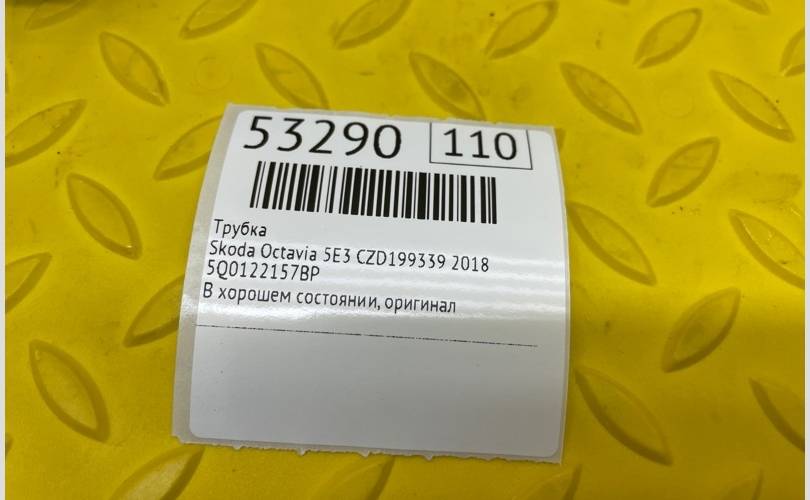 53290 110
Трубка
Skoda Octavia 5E3 CZD199339 2018
5Q0122157BP
В хорошем состоянии, оригинал